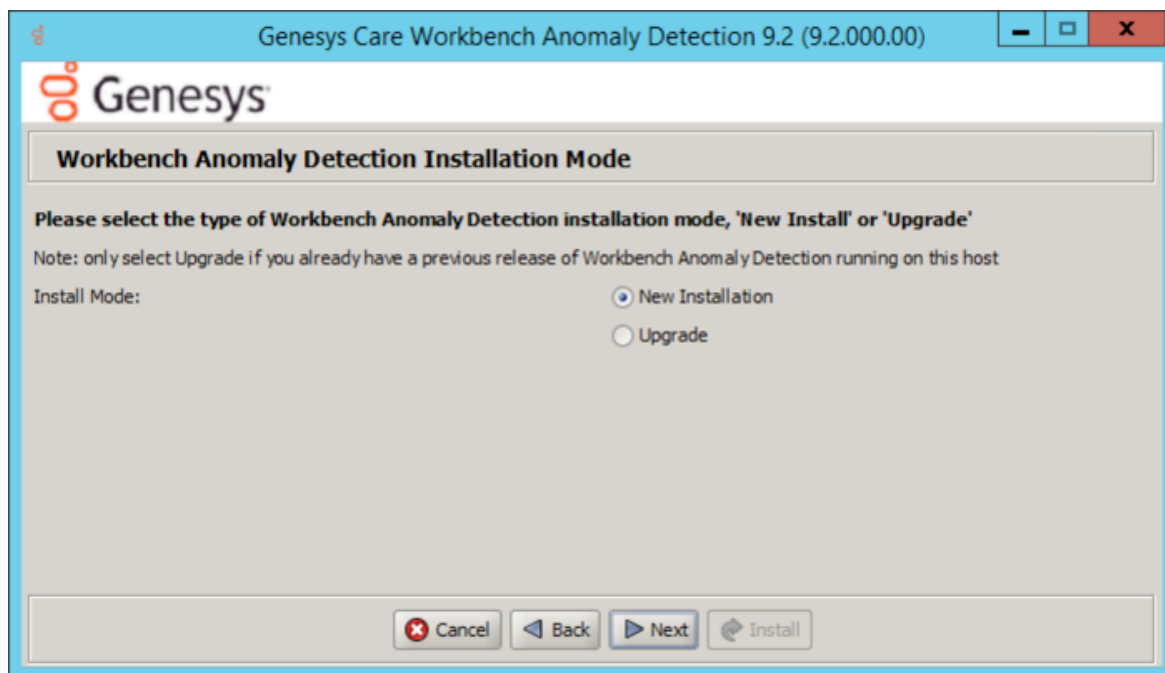 Genesys Care Workbench Anomaly Detection 9.2 (9.2.000.00)
Genesys
Workbench Anomaly Detection Installation Mode
Please select the type of Workbench Anomaly Detection installation mode, 'New Install' or 'Upgrade'
Note: only select Upgrade if you already have a previous release of Workbench Anomaly Detection running on this host
Install Mode:
New Installation
Upgrade
Cancel Back Next Install